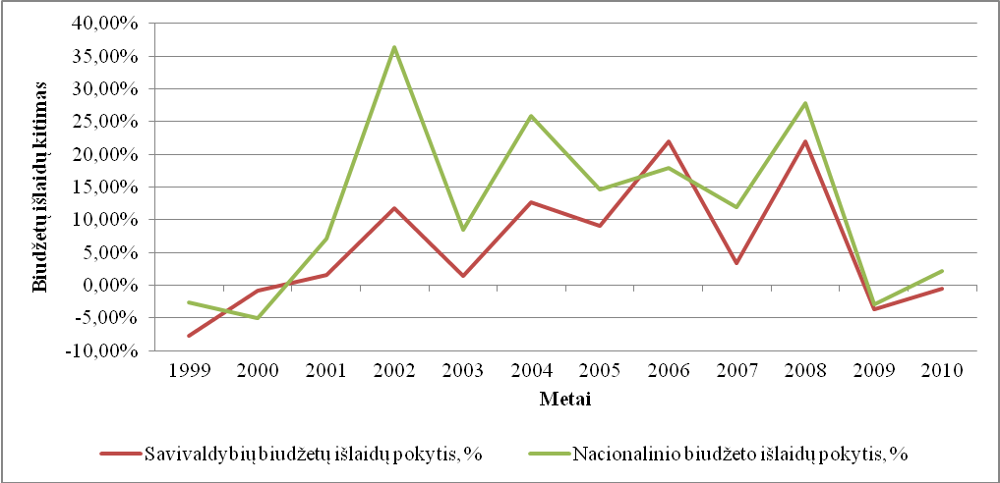 40,00%
35,00%
30,00%
25,00%
20,00%
15,00%
10,00%
5,00%
0,00%
-5,00%
-10,00%
Biudžetų išlaidų kitimas
1999 2000 2001 2002 2003 2004 2005 2006 2007 2008 2009 2010
Metai
Savivaldybių biudžetų išlaidų pokytis, %
Nacionalinio biudžeto išlaidų pokytis, %